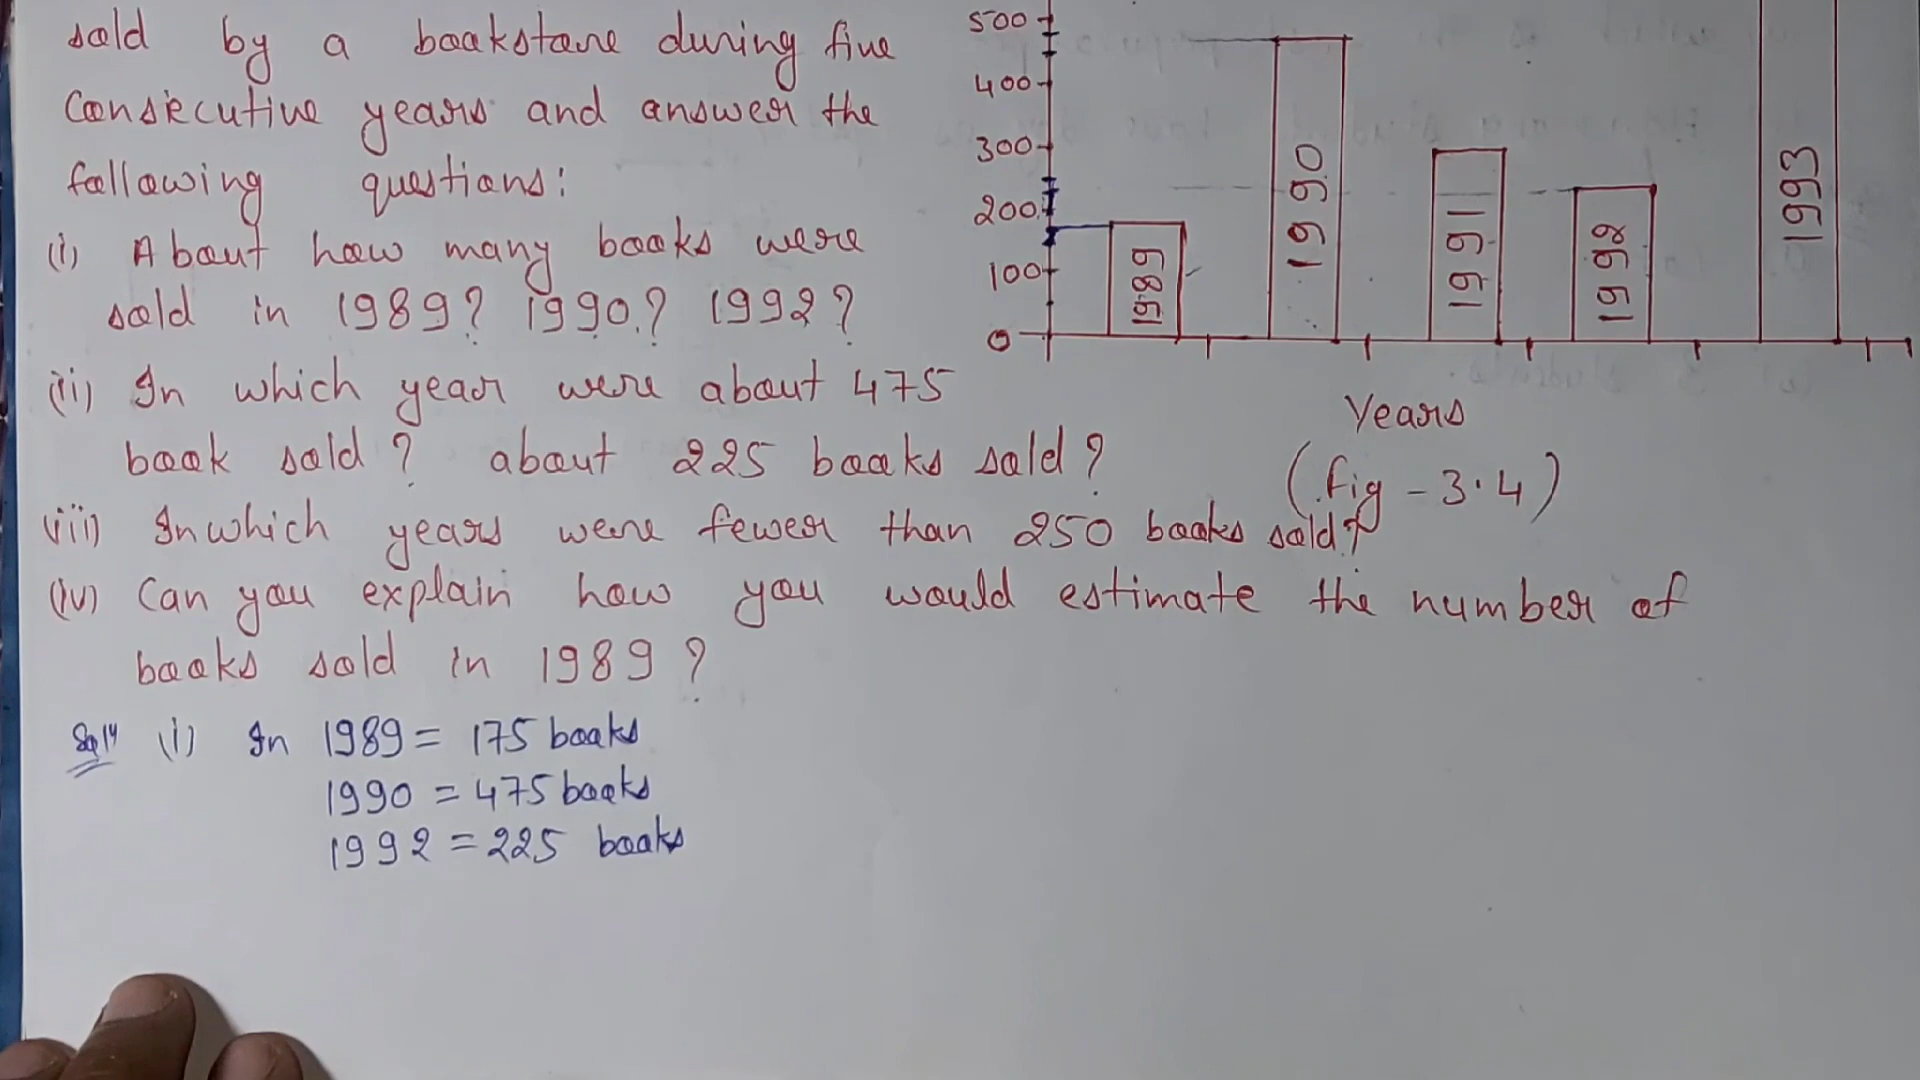 sold by a bookstore during five
Consecutive years and answer the
following questions:
(i) About how many books were
sold in 1989? 1990? 1992?
(ii) In which year were about 475
book sold? about 225 books sold?
(iii) In which years were fewer than 250 books sold?
(iv) Can you explain how you would estimate the number of
books sold in 1989?
Solⁿ (i) In 1989 = 175 books
1990 = 475 books
1992 = 225 books
500
400
300
200
100
0
1989
1990
1991
1992
1993
Years
(fig - 3.4)